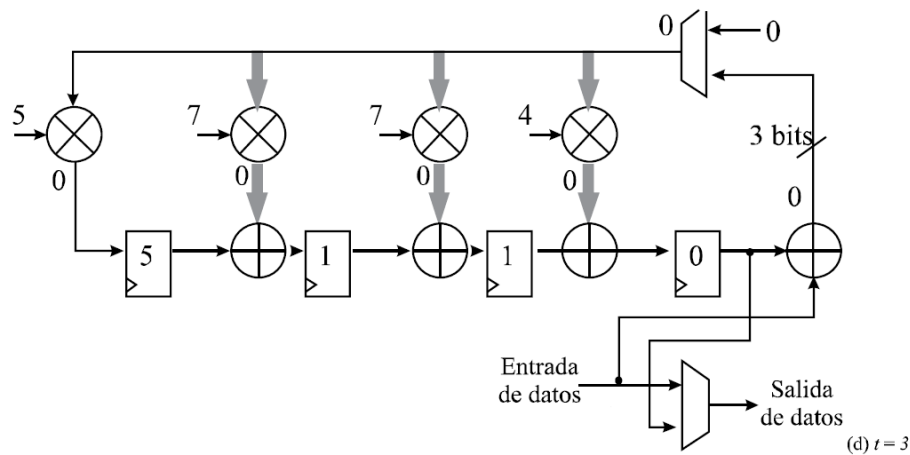 0 0
5 7 7 4
3 bits
0 0 0 0
0
5 1 1 0
Entrada
de datos
Salida
de datos
(d) t = 3